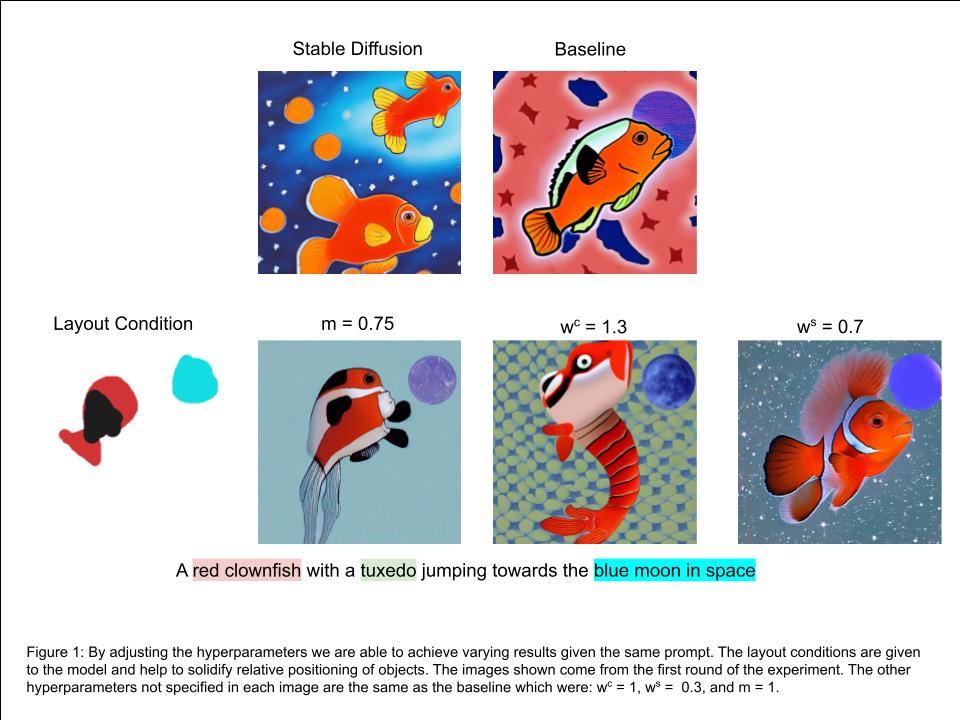 Stable Diffusion
Baseline
Layout Condition
m = 0.75
wᶜ = 1.3
wˢ = 0.7
A red clownfish with a tuxedo jumping towards the blue moon in space
Figure 1: By adjusting the hyperparameters we are able to achieve varying results given the same prompt. The layout conditions are given
to the model and help to solidify relative positioning of objects. The images shown come from the first round of the experiment. The other
hyperparameters not specified in each image are the same as the baseline which were: wᶜ = 1, wˢ = 0.3, and m = 1.